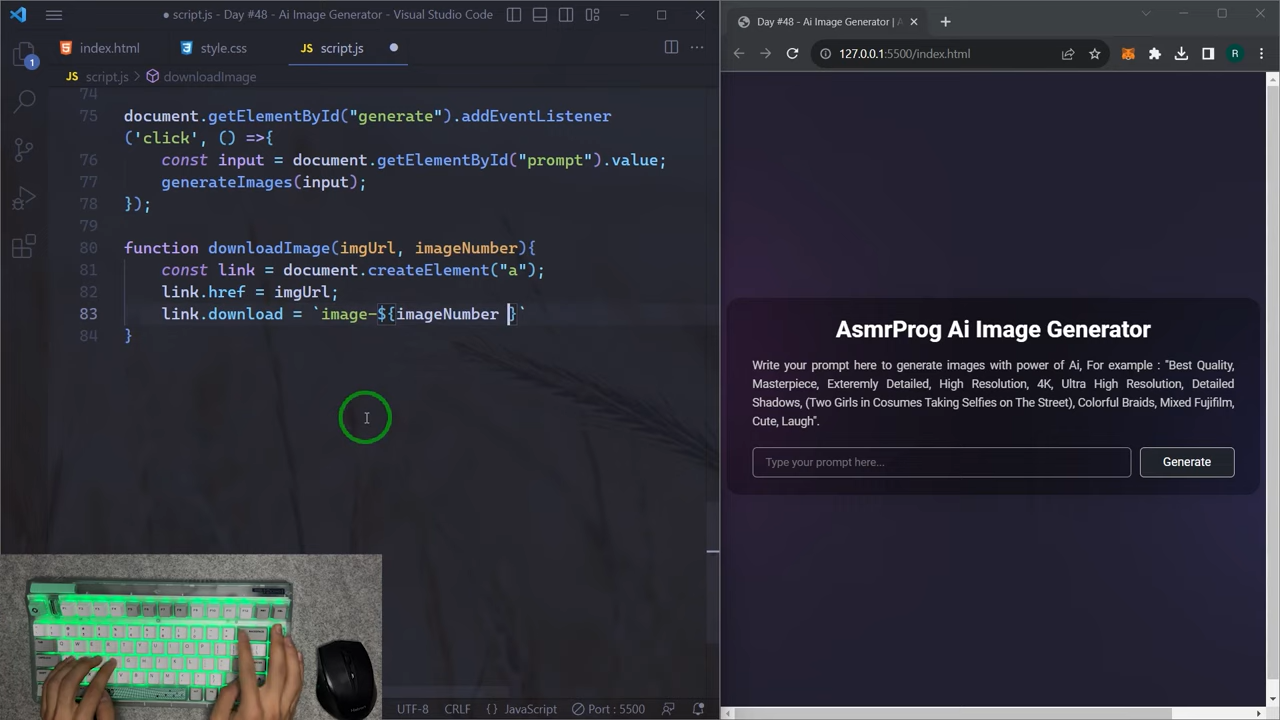 script.js - Day #48 - Ai Image Generator - Visual Studio Code
index.html
style.css
JS script.js
JS script.js > downloadImage
74
75 document.getElementById("generate").addEventListener
('click', () =>{
76 const input = document.getElementById("prompt").value;
77 generateImages(input);
78 });
79
80 function downloadImage(imgUrl, imageNumber){
81 const link = document.createElement("a");
82 link.href = imgUrl;
83 link.download = `image-${imageNumber }`
84 }
1
UTF-8 CRLF {} JavaScript Port : 5500
Day #48 - Ai Image Generator | A
127.0.0.1:5500/index.html
R
AsmrProg Ai Image Generator
Write your prompt here to generate images with power of Ai, For example : "Best Quality,
Masterpiece, Exteremly Detailed, High Resolution, 4K, Ultra High Resolution, Detailed
Shadows, (Two Girls in Cosumes Taking Selfies on The Street), Colorful Braids, Mixed Fujifilm,
Cute, Laugh".
Type your prompt here...
Generate